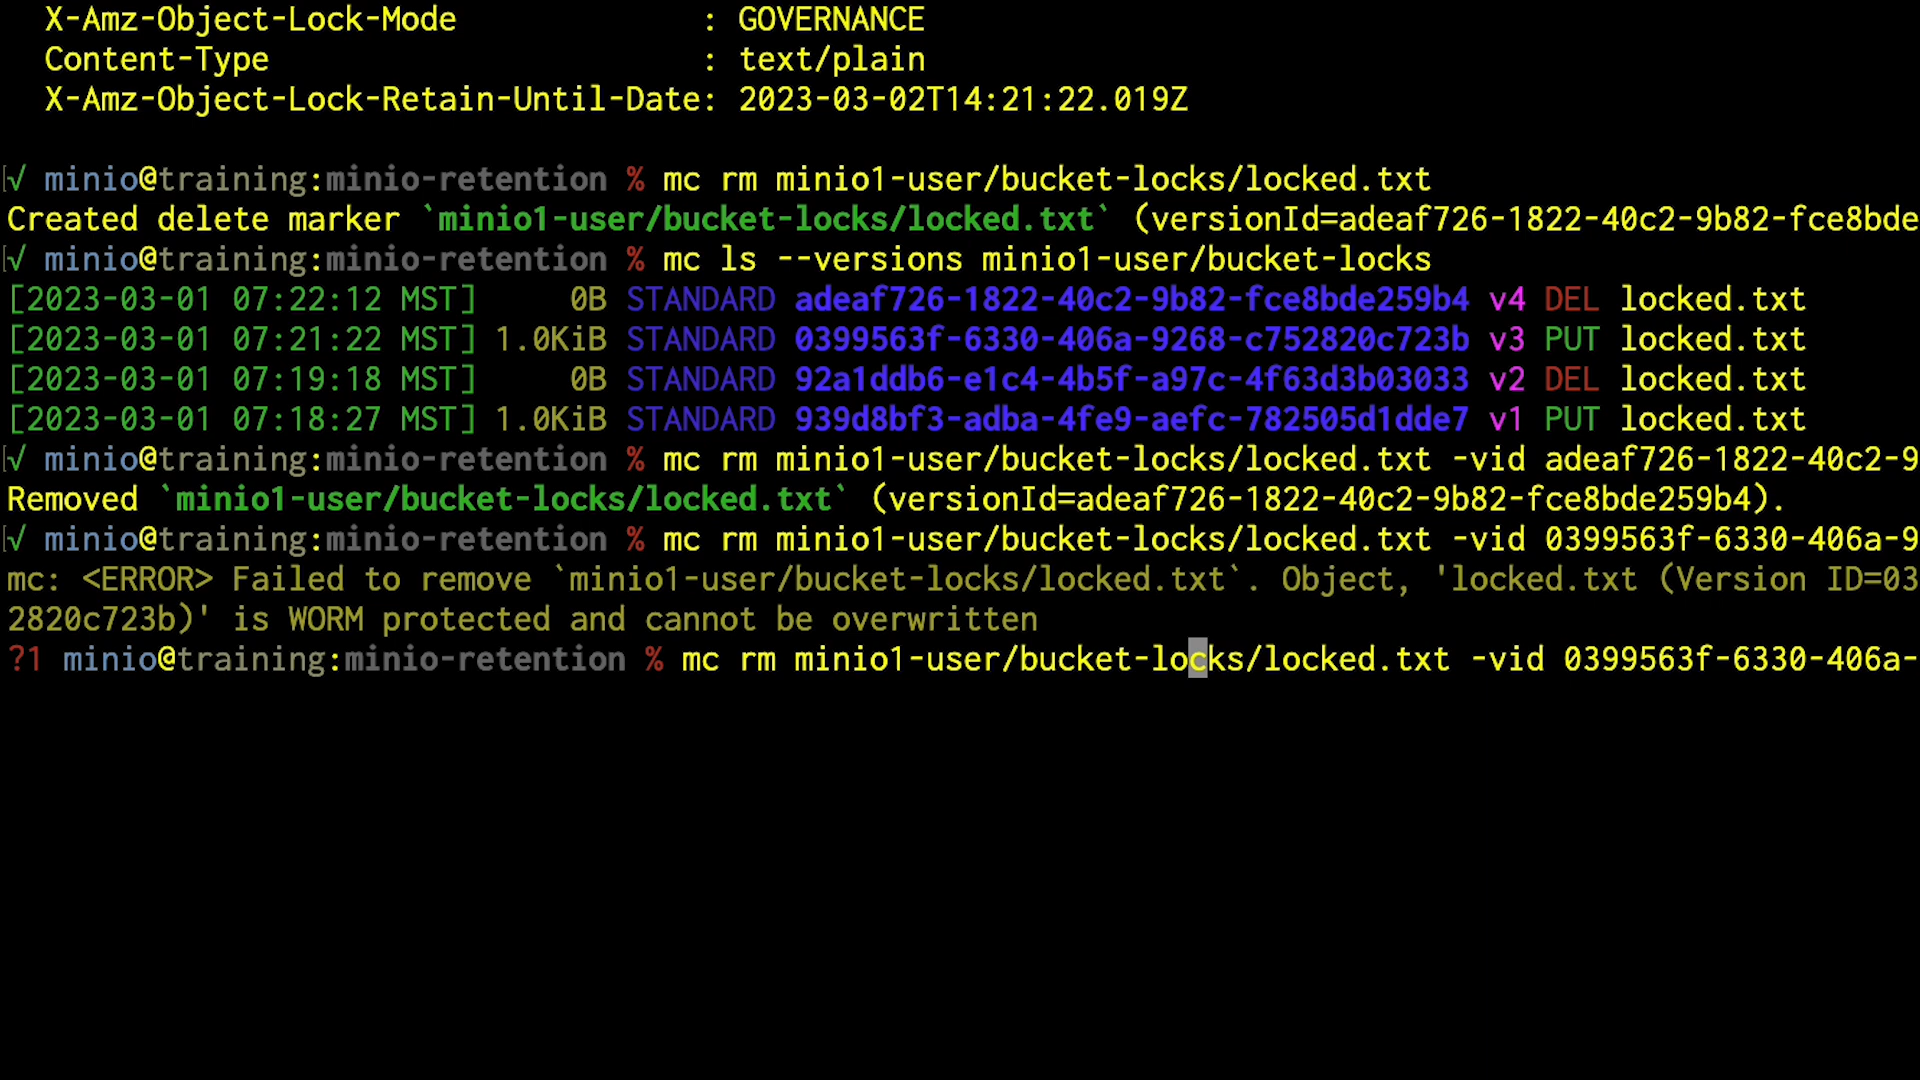 X-Amz-Object-Lock-Mode : GOVERNANCE
Content-Type : text/plain
X-Amz-Object-Lock-Retain-Until-Date: 2023-03-02T14:21:22.019Z
√ minio@training:minio-retention % mc rm minio1-user/bucket-locks/locked.txt
Created delete marker `minio1-user/bucket-locks/locked.txt` (versionId=adeaf726-1822-40c2-9b82-fce8bde
√ minio@training:minio-retention % mc ls --versions minio1-user/bucket-locks
[2023-03-01 07:22:12 MST] 0B STANDARD adeaf726-1822-40c2-9b82-fce8bde259b4 v4 DEL locked.txt
[2023-03-01 07:21:22 MST] 1.0KiB STANDARD 0399563f-6330-406a-9268-c752820c723b v3 PUT locked.txt
[2023-03-01 07:19:18 MST] 0B STANDARD 92a1ddb6-e1c4-4b5f-a97c-4f63d3b03033 v2 DEL locked.txt
[2023-03-01 07:18:27 MST] 1.0KiB STANDARD 939d8bf3-adba-4fe9-aefc-782505d1dde7 v1 PUT locked.txt
√ minio@training:minio-retention % mc rm minio1-user/bucket-locks/locked.txt -vid adeaf726-1822-40c2-9
Removed `minio1-user/bucket-locks/locked.txt` (versionId=adeaf726-1822-40c2-9b82-fce8bde259b4).
√ minio@training:minio-retention % mc rm minio1-user/bucket-locks/locked.txt -vid 0399563f-6330-406a-9
mc: <ERROR> Failed to remove `minio1-user/bucket-locks/locked.txt`. Object, 'locked.txt (Version ID=03
2820c723b)' is WORM protected and cannot be overwritten
?1 minio@training:minio-retention % mc rm minio1-user/bucket-locks/locked.txt -vid 0399563f-6330-406a-